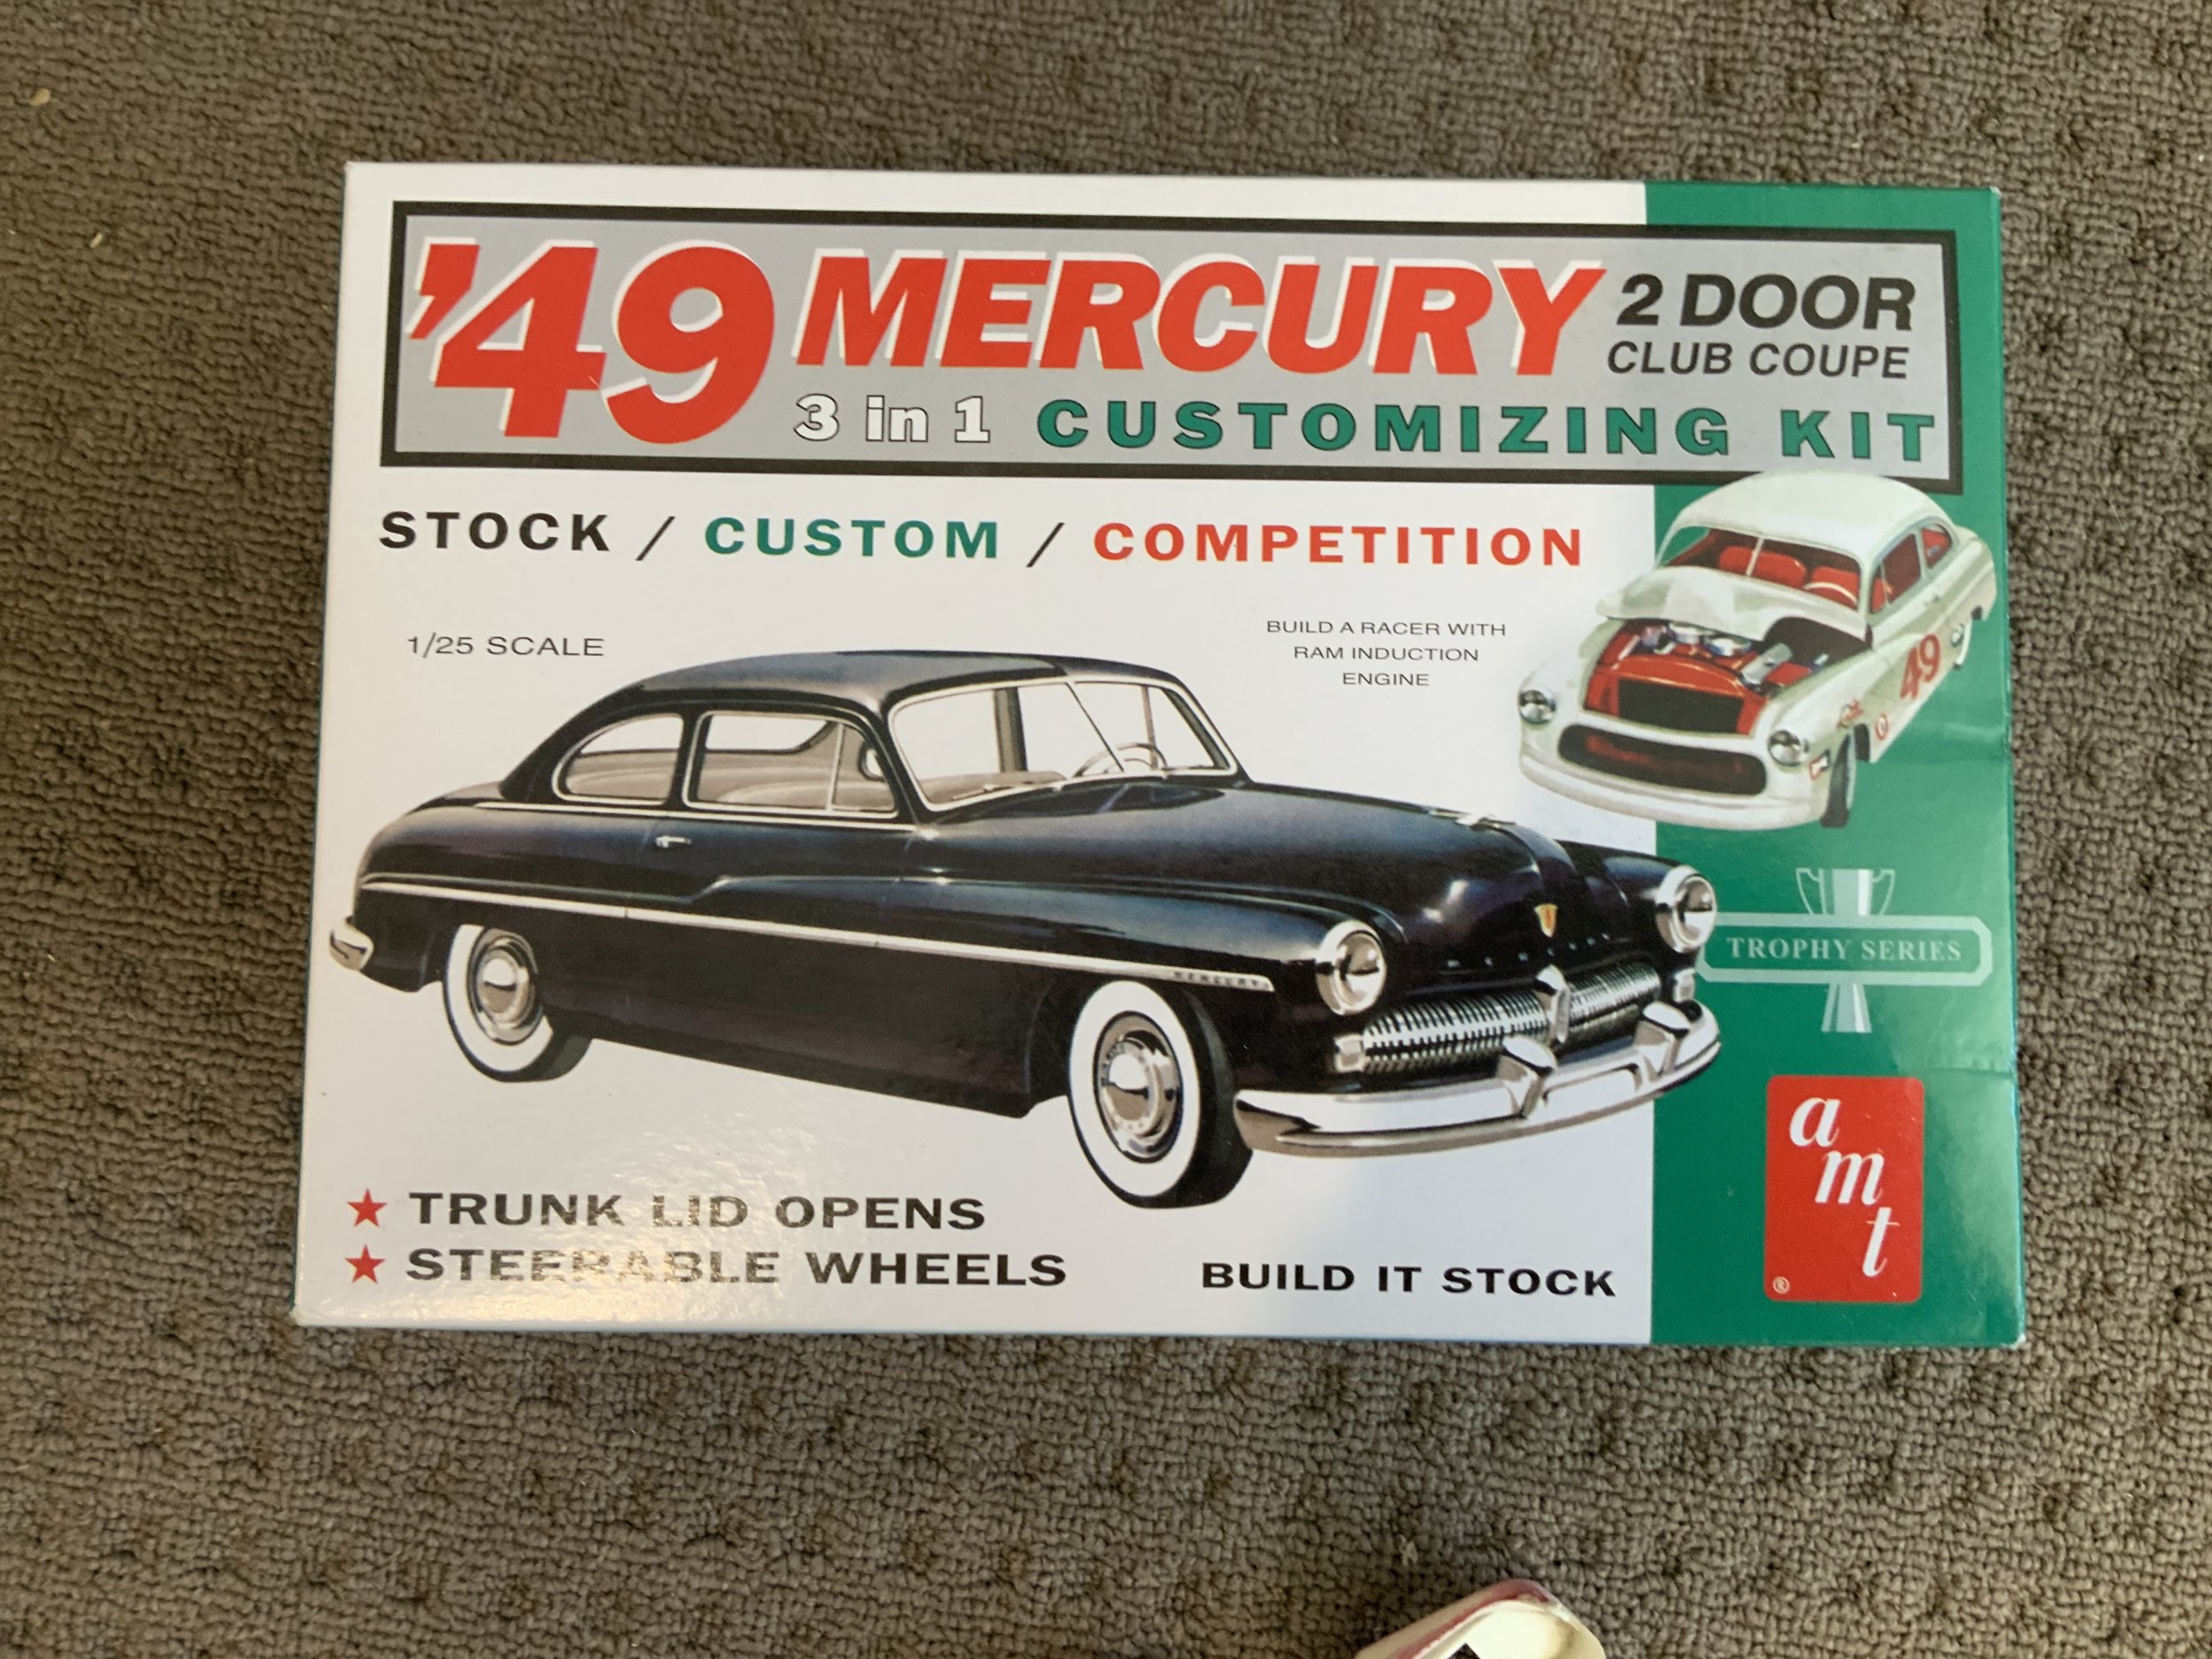 '49 MERCURY 2 DOOR
CLUB COUPE
3 in 1 CUSTOMIZING KIT
STOCK / CUSTOM / COMPETITION
1/25 SCALE
BUILD A RACER WITH
RAM INDUCTION
ENGINE
49
MERCURY
TROPHY SERIES
★ TRUNK LID OPENS
★ STEERABLE WHEELS
BUILD IT STOCK
amt
®